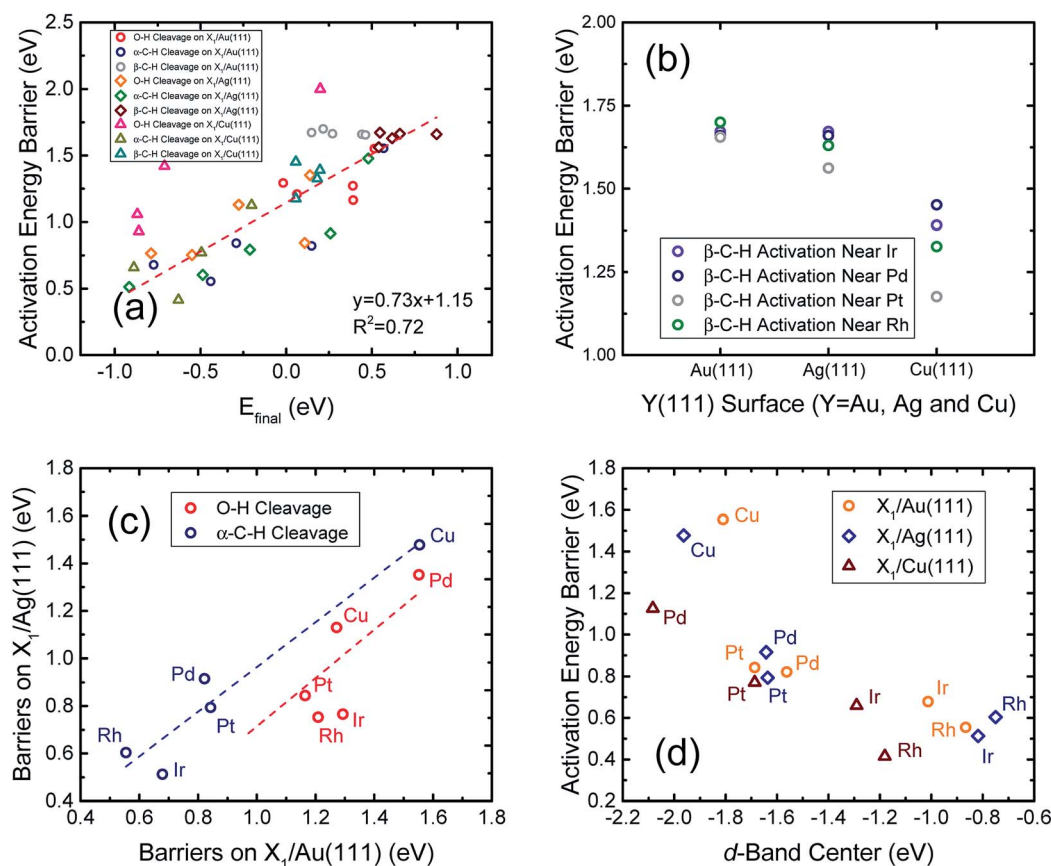 (a)
O-H Cleavage on X₁/Au(111)
α-C-H Cleavage on X₁/Au(111)
β-C-H Cleavage on X₁/Au(111)
O-H Cleavage on X₁/Ag(111)
α-C-H Cleavage on X₁/Ag(111)
β-C-H Cleavage on X₁/Ag(111)
O-H Cleavage on X₁/Cu(111)
α-C-H Cleavage on X₁/Cu(111)
β-C-H Cleavage on X₁/Cu(111)
y=0.73x+1.15
R²=0.72
Activation Energy Barrier (eV)
2.5
2.0
1.5
1.0
0.5
0.0
-1.0 -0.5 0.0 0.5 1.0
E_final (eV)
(b)
β-C-H Activation Near Ir
β-C-H Activation Near Pd
β-C-H Activation Near Pt
β-C-H Activation Near Rh
Activation Energy Barrier (eV)
2.00
1.75
1.50
1.25
1.00
Au(111) Ag(111) Cu(111)
Y(111) Surface (Y=Au, Ag and Cu)
(c)
O-H Cleavage
α-C-H Cleavage
Cu
Pd
Cu
Pd
Pt
Pt
Rh
Ir
Rh
Ir
Barriers on X₁/Ag(111) (eV)
1.8
1.6
1.4
1.2
1.0
0.8
0.6
0.4
0.4 0.6 0.8 1.0 1.2 1.4 1.6 1.8
Barriers on X₁/Au(111) (eV)
(d)
X₁/Au(111)
X₁/Ag(111)
X₁/Cu(111)
Cu
Cu
Pd
Pd
Pt
Pd
Pt
Pt
Ir
Ir
Rh
Rh
Ir
Rh
Activation Energy Barrier (eV)
1.8
1.6
1.4
1.2
1.0
0.8
0.6
0.4
0.2
-2.2 -2.0 -1.8 -1.6 -1.4 -1.2 -1.0 -0.8 -0.6
d-Band Center (eV)